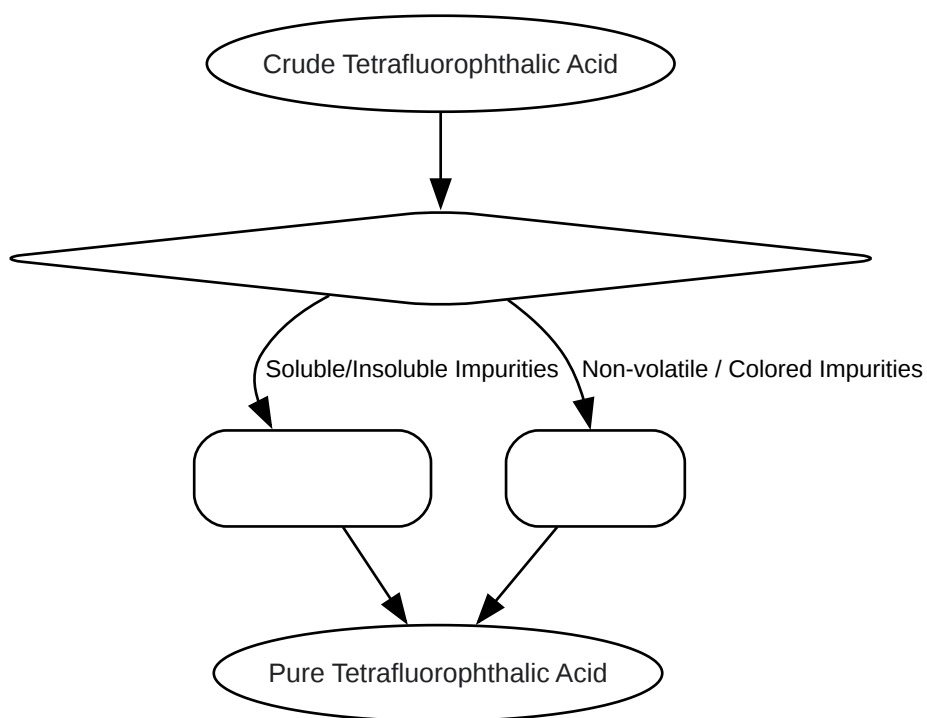 Crude Tetrafluorophthalic Acid
Soluble/Insoluble Impurities
Non-volatile / Colored Impurities
Pure Tetrafluorophthalic Acid